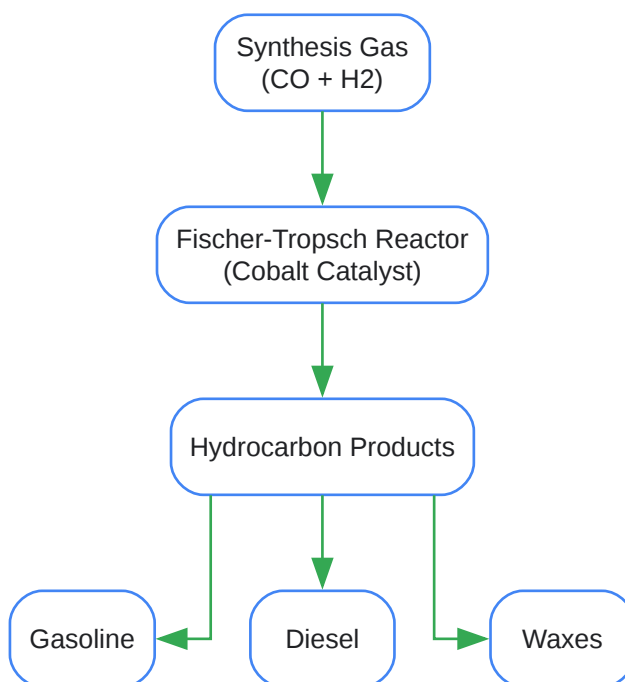 Synthesis Gas
(CO + H2)
Fischer-Tropsch Reactor
(Cobalt Catalyst)
Hydrocarbon Products
Gasoline
Diesel
Waxes